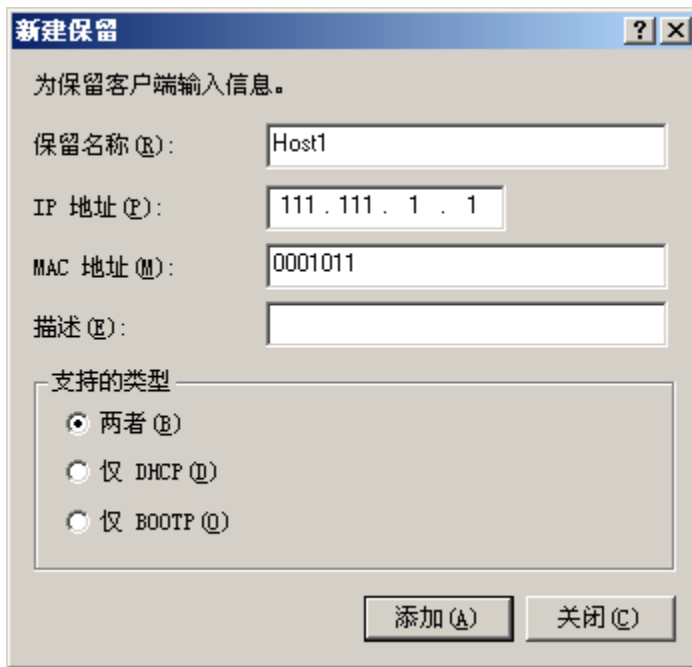 新建保留
为保留客户端输入信息。
保留名称(R): Host1
IP 地址(P): 111 . 111 . 1 . 1
MAC 地址(M): 0001011
描述(E):
支持的类型
两者(B)
仅 DHCP(D)
仅 BOOTP(O)
添加(A) 关闭(C)